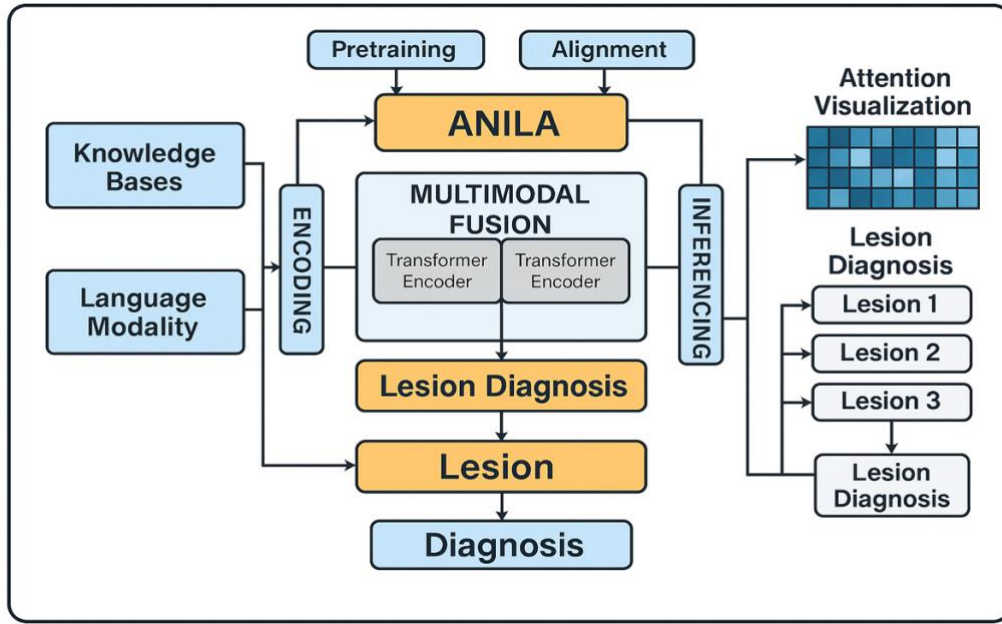 Pretraining
Alignment
ANILA
Knowledge
Bases
Language
Modality
ENCODING
MULTIMODAL
FUSION
Transformer
Encoder
Transformer
Encoder
INFERENCING
Lesion Diagnosis
Lesion
Diagnosis
Attention
Visualization
Lesion
Diagnosis
Lesion 1
Lesion 2
Lesion 3
Lesion
Diagnosis